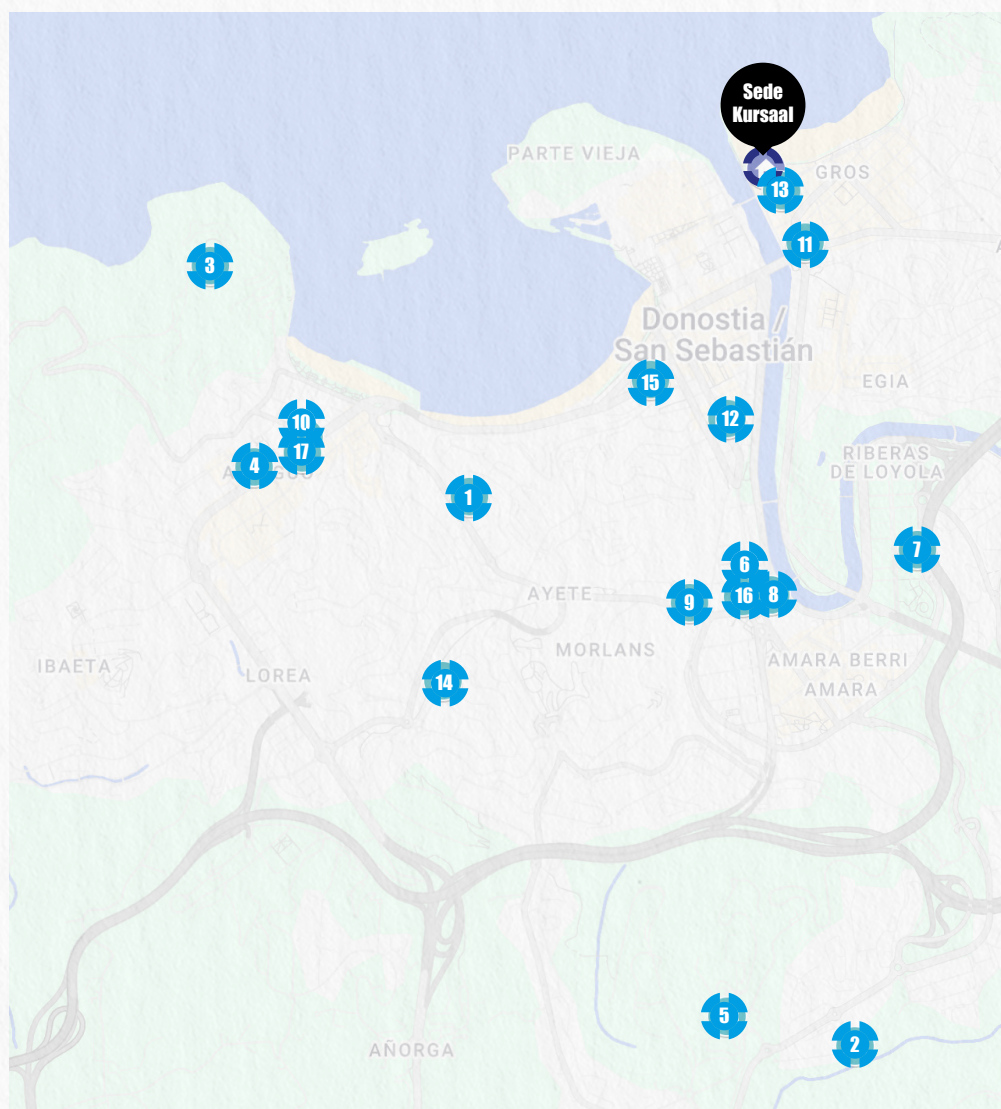 Sede
Kursaal
PARTE VIEJA
GROS
13
11
3
Donostia /
San Sebastián
15
EGIA
12
10
17
RIBERAS
DE LOYOLA
4
1
7
6
AYETE
9
16
8
MORLANS
IBAETA
LOREA
14
AMARA BERRI
AMARA
5
2
AÑORGA